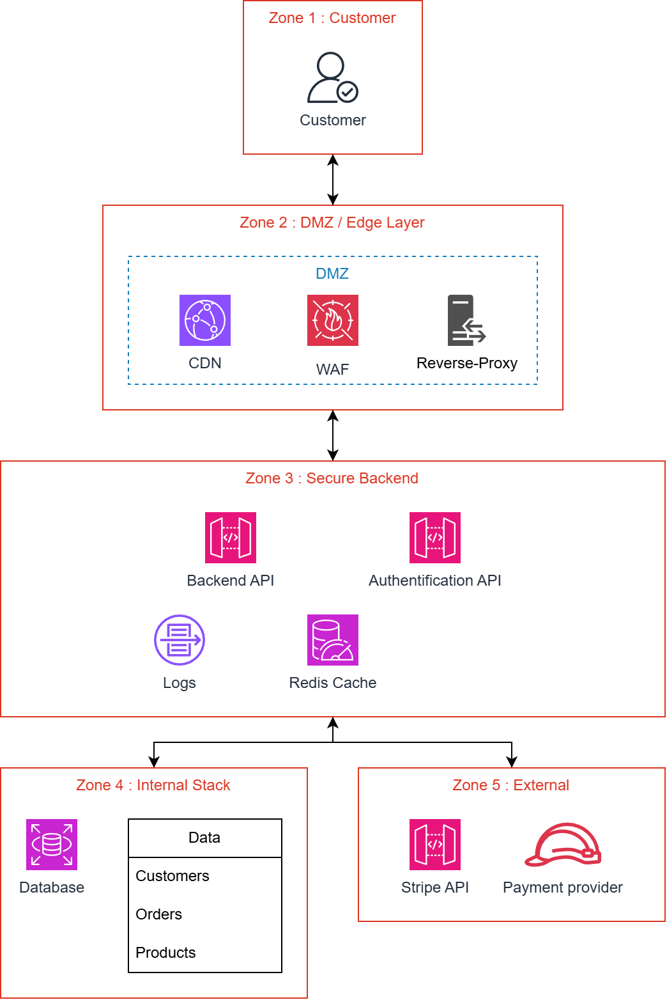 Zone 1 : Customer
Customer
Zone 2 : DMZ / Edge Layer
DMZ
CDN
WAF
Reverse-Proxy
Zone 3 : Secure Backend
Backend API
Authentification API
Logs
Redis Cache
Zone 4 : Internal Stack
Database
Data
Customers
Orders
Products
Zone 5 : External
Stripe API
Payment provider